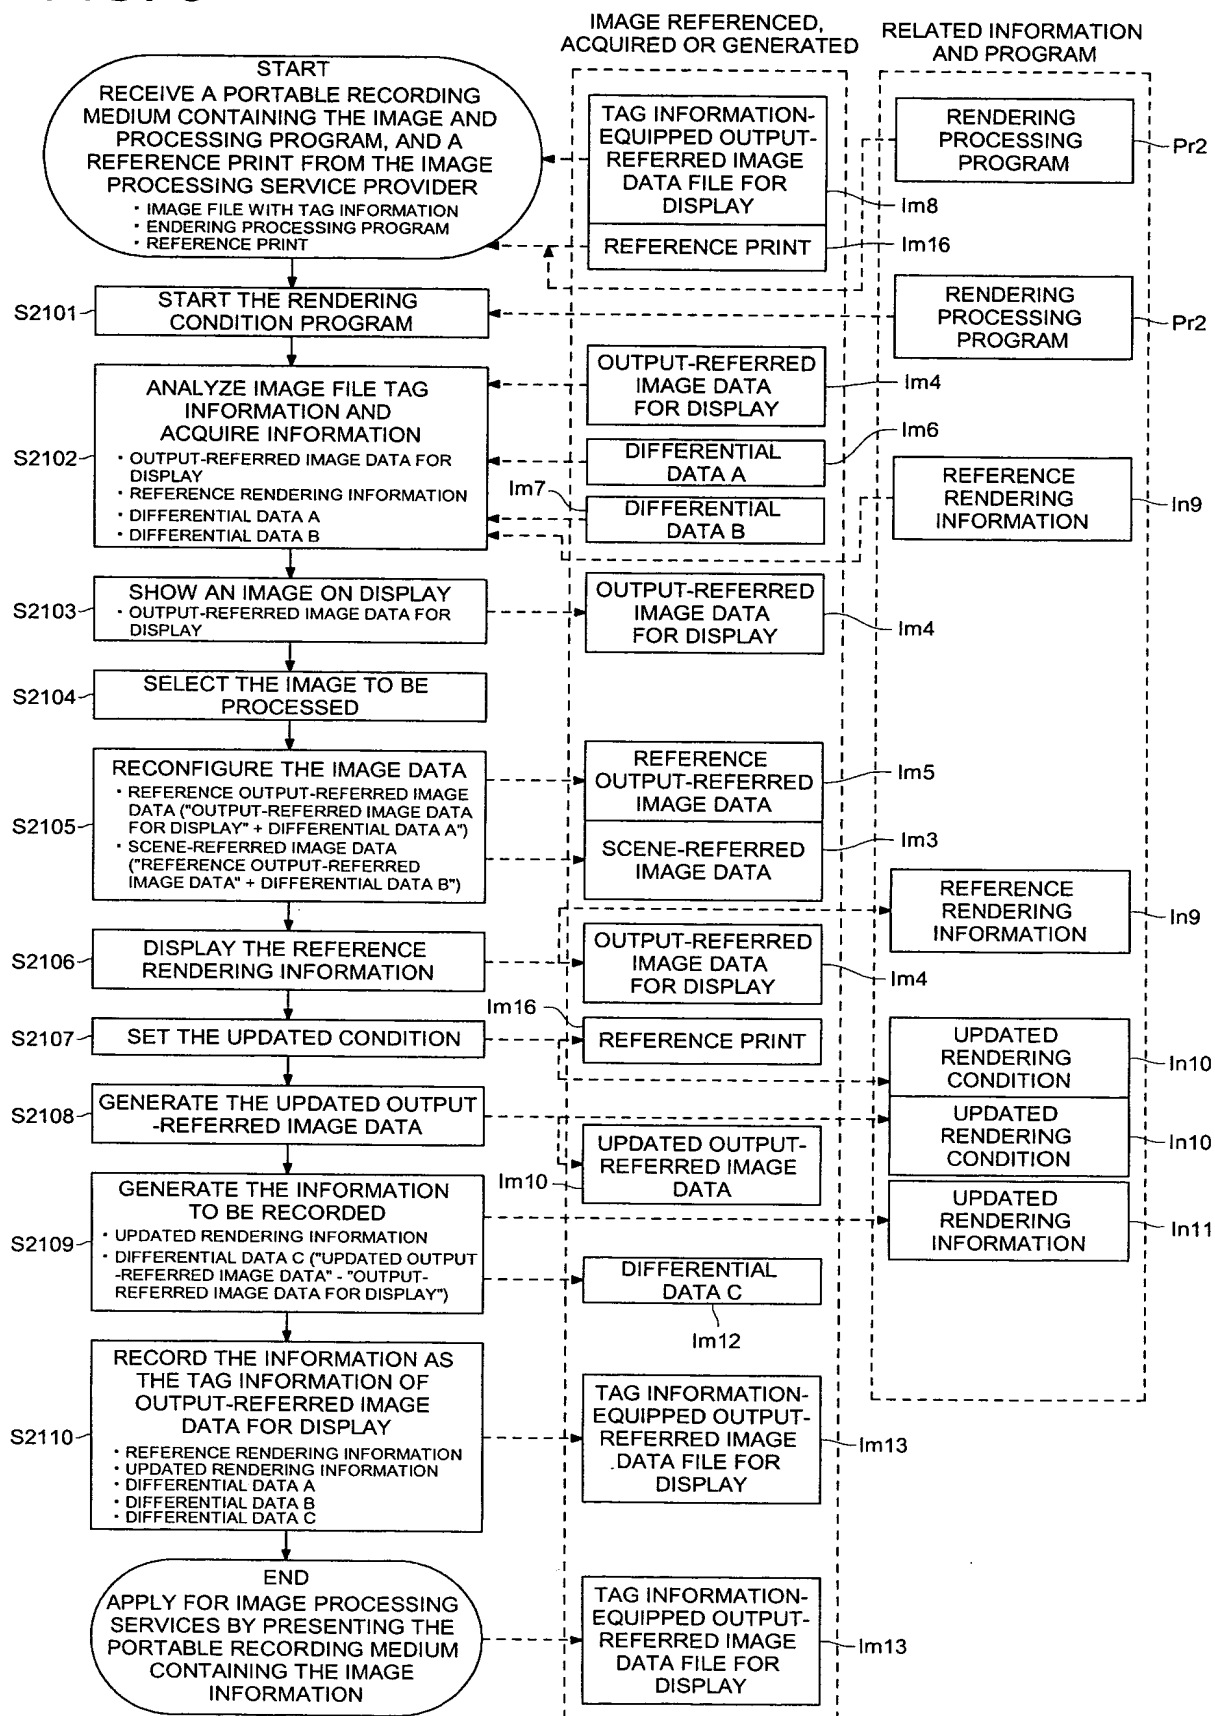 IMAGE REFERENCED,
ACQUIRED OR GENERATED
RELATED INFORMATION
AND PROGRAM
START
RECEIVE A PORTABLE RECORDING
MEDIUM CONTAINING THE IMAGE AND
PROCESSING PROGRAM, AND A
REFERENCE PRINT FROM THE IMAGE
PROCESSING SERVICE PROVIDER
· IMAGE FILE WITH TAG INFORMATION
· ENDERING PROCESSING PROGRAM
· REFERENCE PRINT
TAG INFORMATION-
EQUIPPED OUTPUT-
REFERRED IMAGE
DATA FILE FOR
DISPLAY
Im8
REFERENCE PRINT
Im16
RENDERING
PROCESSING
PROGRAM
Pr2
S2101
START THE RENDERING
CONDITION PROGRAM
RENDERING
PROCESSING
PROGRAM
Pr2
S2102
ANALYZE IMAGE FILE TAG
INFORMATION AND
ACQUIRE INFORMATION
· OUTPUT-REFERRED IMAGE DATA FOR
DISPLAY
· REFERENCE RENDERING INFORMATION
· DIFFERENTIAL DATA A
· DIFFERENTIAL DATA B
OUTPUT-REFERRED
IMAGE DATA
FOR DISPLAY
Im4
DIFFERENTIAL
DATA A
Im6
Im7
DIFFERENTIAL
DATA B
REFERENCE
RENDERING
INFORMATION
In9
S2103
SHOW AN IMAGE ON DISPLAY
· OUTPUT-REFERRED IMAGE DATA FOR
DISPLAY
OUTPUT-REFERRED
IMAGE DATA
FOR DISPLAY
Im4
S2104
SELECT THE IMAGE TO BE
PROCESSED
S2105
RECONFIGURE THE IMAGE DATA
· REFERENCE OUTPUT-REFERRED IMAGE
DATA ("OUTPUT-REFERRED IMAGE DATA
FOR DISPLAY" + DIFFERENTIAL DATA A")
· SCENE-REFERRED IMAGE DATA
("REFERENCE OUTPUT-REFERRED
IMAGE DATA" + DIFFERENTIAL DATA B")
REFERENCE
OUTPUT-REFERRED
IMAGE DATA
Im5
SCENE-REFERRED
IMAGE DATA
Im3
S2106
DISPLAY THE REFERENCE
RENDERING INFORMATION
OUTPUT-REFERRED
IMAGE DATA
FOR DISPLAY
Im4
REFERENCE
RENDERING
INFORMATION
In9
S2107
SET THE UPDATED CONDITION
Im16
REFERENCE PRINT
UPDATED
RENDERING
CONDITION
In10
S2108
GENERATE THE UPDATED OUTPUT
-REFERRED IMAGE DATA
UPDATED OUTPUT-
REFERRED IMAGE
DATA
Im10
UPDATED
RENDERING
CONDITION
In10
S2109
GENERATE THE INFORMATION
TO BE RECORDED
· UPDATED RENDERING INFORMATION
· DIFFERENTIAL DATA C ("UPDATED OUTPUT
-REFERRED IMAGE DATA" - "OUTPUT-
REFERRED IMAGE DATA FOR DISPLAY")
UPDATED
RENDERING
INFORMATION
In11
DIFFERENTIAL
DATA C
Im12
S2110
RECORD THE INFORMATION AS
THE TAG INFORMATION OF
OUTPUT-REFERRED IMAGE
DATA FOR DISPLAY
· REFERENCE RENDERING INFORMATION
· UPDATED RENDERING INFORMATION
· DIFFERENTIAL DATA A
· DIFFERENTIAL DATA B
· DIFFERENTIAL DATA C
TAG INFORMATION-
EQUIPPED OUTPUT-
REFERRED IMAGE
DATA FILE FOR
DISPLAY
Im13
END
APPLY FOR IMAGE PROCESSING
SERVICES BY PRESENTING THE
PORTABLE RECORDING MEDIUM
CONTAINING THE IMAGE
INFORMATION
TAG INFORMATION-
EQUIPPED OUTPUT-
REFERRED IMAGE
DATA FILE FOR
DISPLAY
Im13